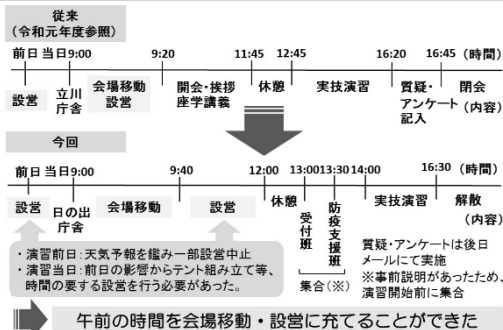 従来
(令和元年度参照)
前日 当日9:00 9:20 11:45 12:45 16:20 16:45 (時間)
設営
立川
庁舎
会場移動
設営
開会・挨拶
座学講義
休憩
実技演習
質疑・
アンケート
記入
閉会
(内容)
今回
前日 当日9:00 9:40 12:00 13:00 13:30 14:00 16:30 (時間)
設営
日の出
庁舎
会場移動
設営
休憩
受付班
防疫支援班
実技演習
解散
(内容)
集合(※)
・演習前日:天気予報を鑑み一部設営中止
・演習当日:前日の影響からテント組み立て等、
時間の要する設営を行う必要があった。
質疑・アンケートは後日
メールにて実施
※事前説明があったため、
演習開始前に集合
午前の時間を会場移動・設営に充てることができた